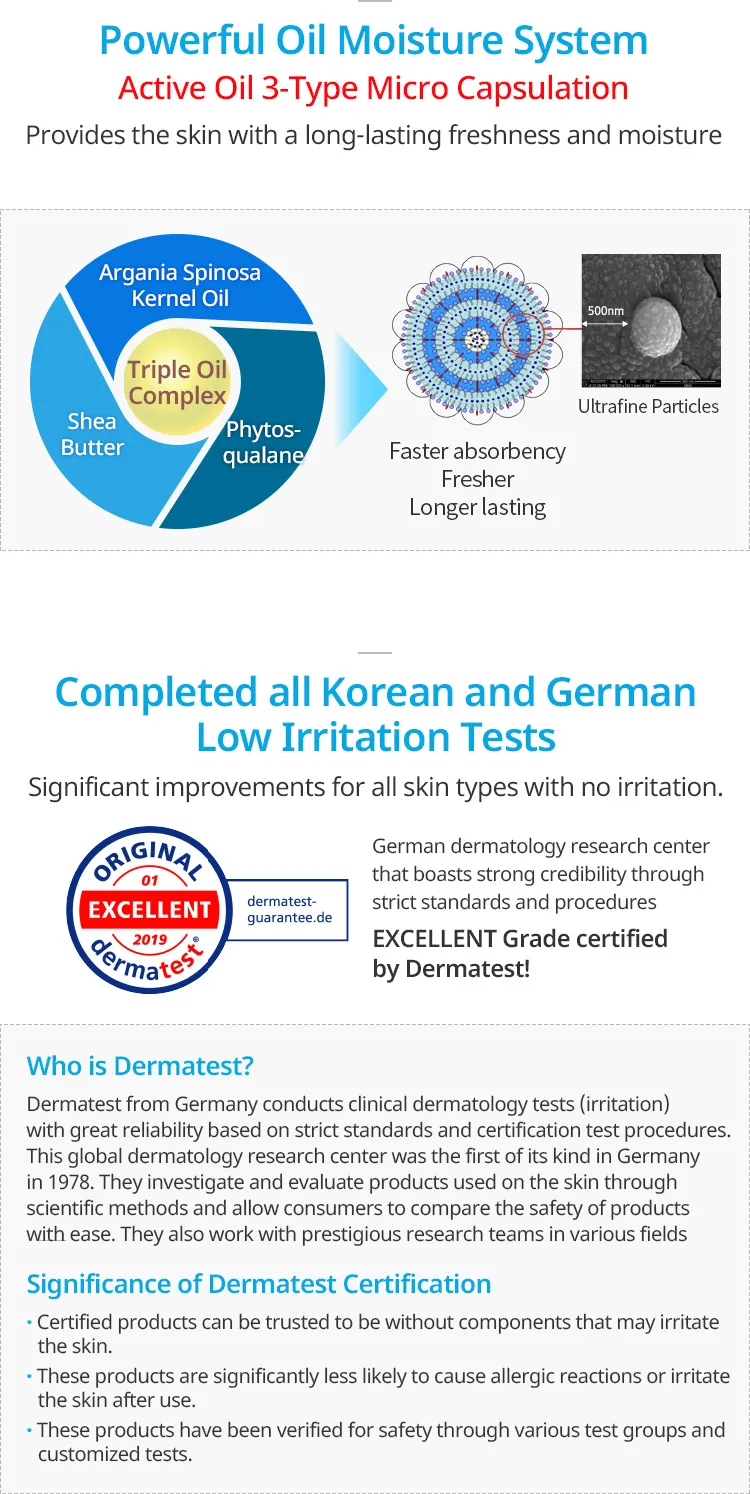 Powerful Oil Moisture System
Active Oil 3-Type Micro Capsulation
Provides the skin with a long-lasting freshness and moisture
Argania Spinosa
Kernel Oil
Triple Oil
Complex
Shea
Butter
Phytos-
qualane
500nm
Ultrafine Particles
Faster absorbency
Fresher
Longer lasting
Completed all Korean and German
Low Irritation Tests
Significant improvements for all skin types with no irritation.
ORIGINAL
01
EXCELLENT
2019
dermatest®
dermatest-
guarantee.de
German dermatology research center
that boasts strong credibility through
strict standards and procedures
EXCELLENT Grade certified
by Dermatest!
Who is Dermatest?
Dermatest from Germany conducts clinical dermatology tests (irritation)
with great reliability based on strict standards and certification test procedures.
This global dermatology research center was the first of its kind in Germany
in 1978. They investigate and evaluate products used on the skin through
scientific methods and allow consumers to compare the safety of products
with ease. They also work with prestigious research teams in various fields
Significance of Dermatest Certification
· Certified products can be trusted to be without components that may irritate
the skin.
· These products are significantly less likely to cause allergic reactions or irritate
the skin after use.
· These products have been verified for safety through various test groups and
customized tests.